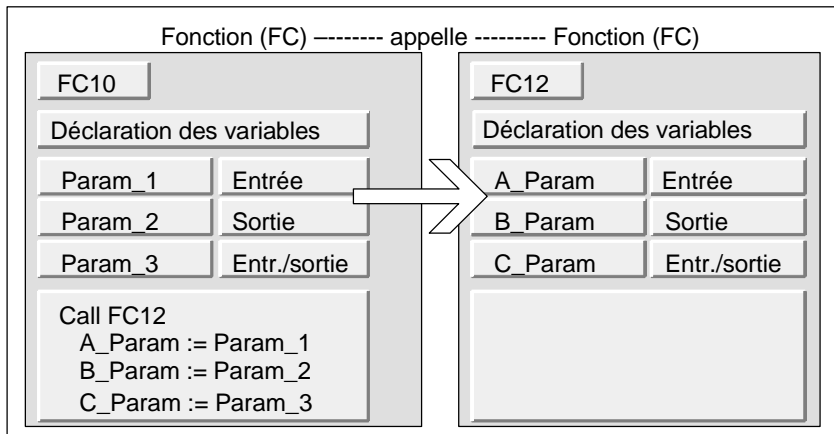 Fonction (FC) –-------- appelle --------- Fonction (FC)
FC10
Déclaration des variables
Param_1 Entrée
Param_2 Sortie
Param_3 Entr./sortie
Call FC12
A_Param := Param_1
B_Param := Param_2
C_Param := Param_3
FC12
Déclaration des variables
A_Param Entrée
B_Param Sortie
C_Param Entr./sortie